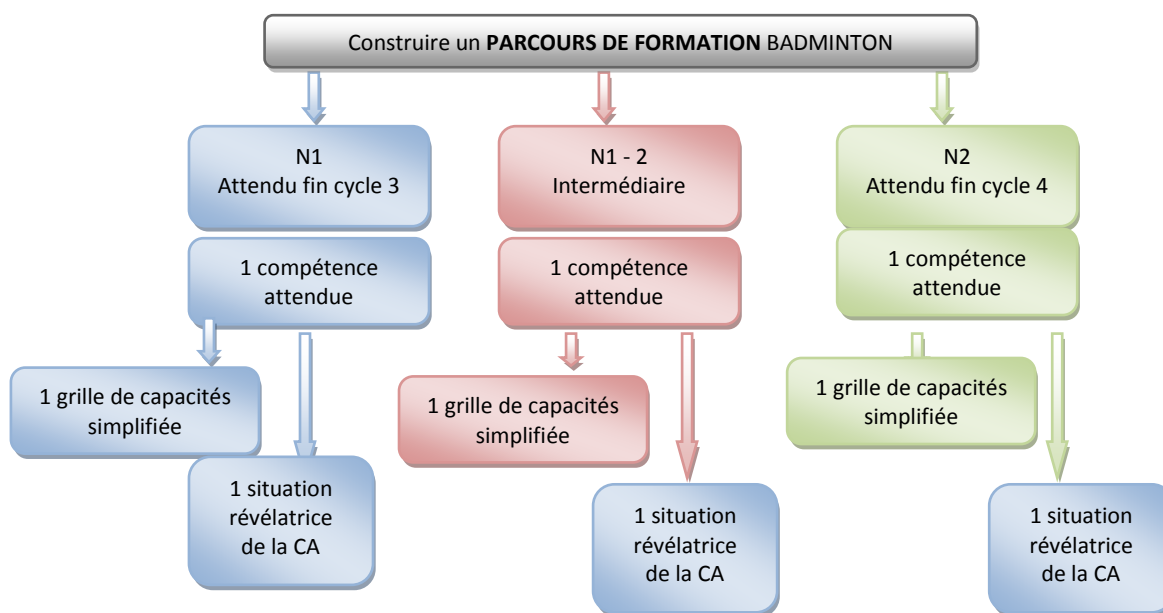 Construire un PARCOURS DE FORMATION BADMINTON
N1
Attendu fin cycle 3
N1 - 2
Intermédiaire
N2
Attendu fin cycle 4
1 compétence
attendue
1 compétence
attendue
1 compétence
attendue
1 grille de capacités
simplifiée
1 grille de capacités
simplifiée
1 grille de capacités
simplifiée
1 situation
révélatrice
de la CA
1 situation
révélatrice
de la CA
1 situation
révélatrice
de la CA